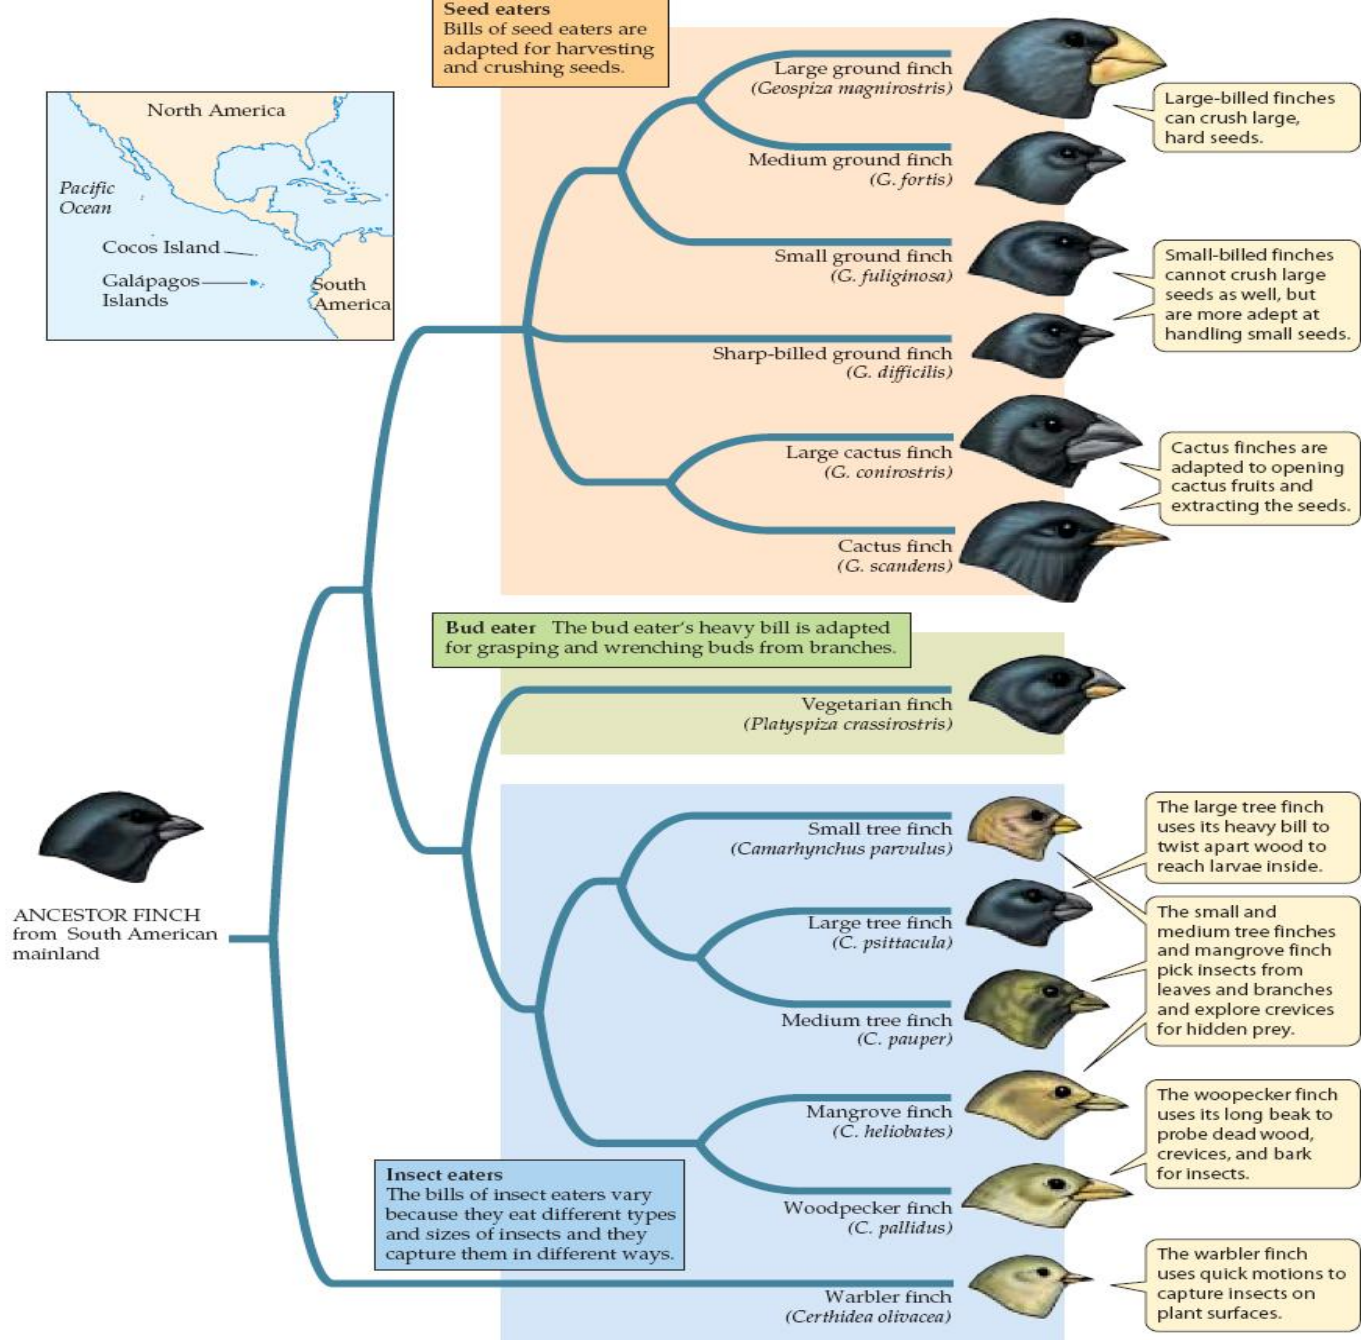 Seed eaters
Bills of seed eaters are
adapted for harvesting
and crushing seeds.
North America
Pacific
Ocean
Cocos Island
Galápagos
Islands
South
America
Large ground finch
(Geospiza magnirostris)
Large-billed finches
can crush large,
hard seeds.
Medium ground finch
(G. fortis)
Small ground finch
(G. fuliginosa)
Small-billed finches
cannot crush large
seeds as well, but
are more adept at
handling small seeds.
Sharp-billed ground finch
(G. difficilis)
Large cactus finch
(G. conirostris)
Cactus finches are
adapted to opening
cactus fruits and
extracting the seeds.
Cactus finch
(G. scandens)
Bud eater The bud eater's heavy bill is adapted
for grasping and wrenching buds from branches.
Vegetarian finch
(Platyspiza crassirostris)
ANCESTOR FINCH
from South American
mainland
Small tree finch
(Camarhynchus parvulus)
The large tree finch
uses its heavy bill to
twist apart wood to
reach larvae inside.
Large tree finch
(C. psittacula)
The small and
medium tree finches
and mangrove finch
pick insects from
leaves and branches
and explore crevices
for hidden prey.
Medium tree finch
(C. pauper)
Mangrove finch
(C. heliobates)
The woopecker finch
uses its long beak to
probe dead wood,
crevices, and bark
for insects.
Woodpecker finch
(C. pallidus)
Insect eaters
The bills of insect eaters vary
because they eat different types
and sizes of insects and they
capture them in different ways.
Warbler finch
(Certhidea olivacea)
The warbler finch
uses quick motions to
capture insects on
plant surfaces.